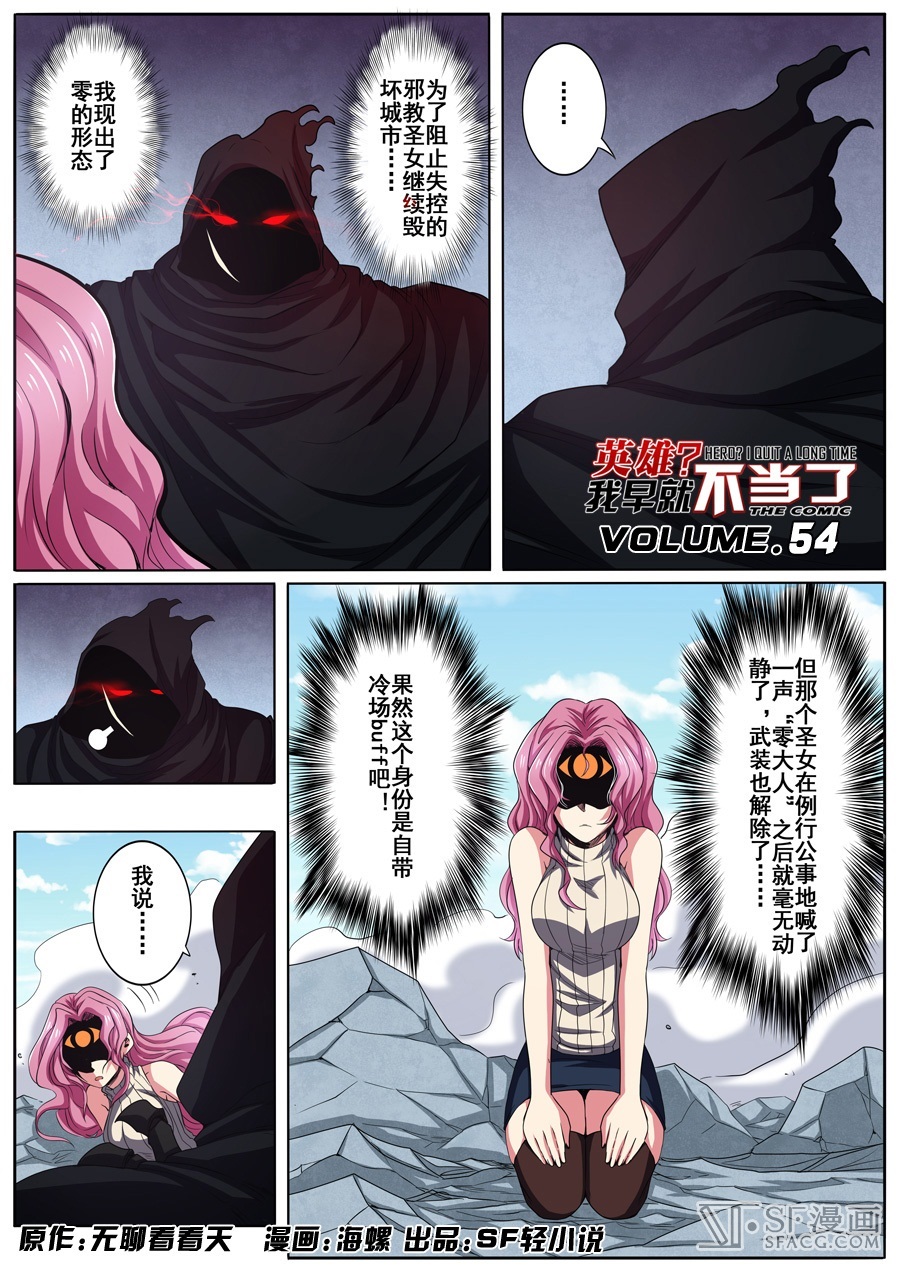 为了阻止失控的
邪教圣女继续毁
坏城市……
我现出了
零的形态
……
英雄?
HERO? I QUIT A LONG TIME
我早就
不当了
THE COMIC
VOLUME.54
但那个圣女在例行公事地喊了
一声“零大人”之后就毫无动
静了，武装也解除了……
果然这个身份是自带
冷场buff吧!
我
说……
原作:无聊看看天 漫画:海螺 出品:SF轻小说
SF漫画
SFACG.COM